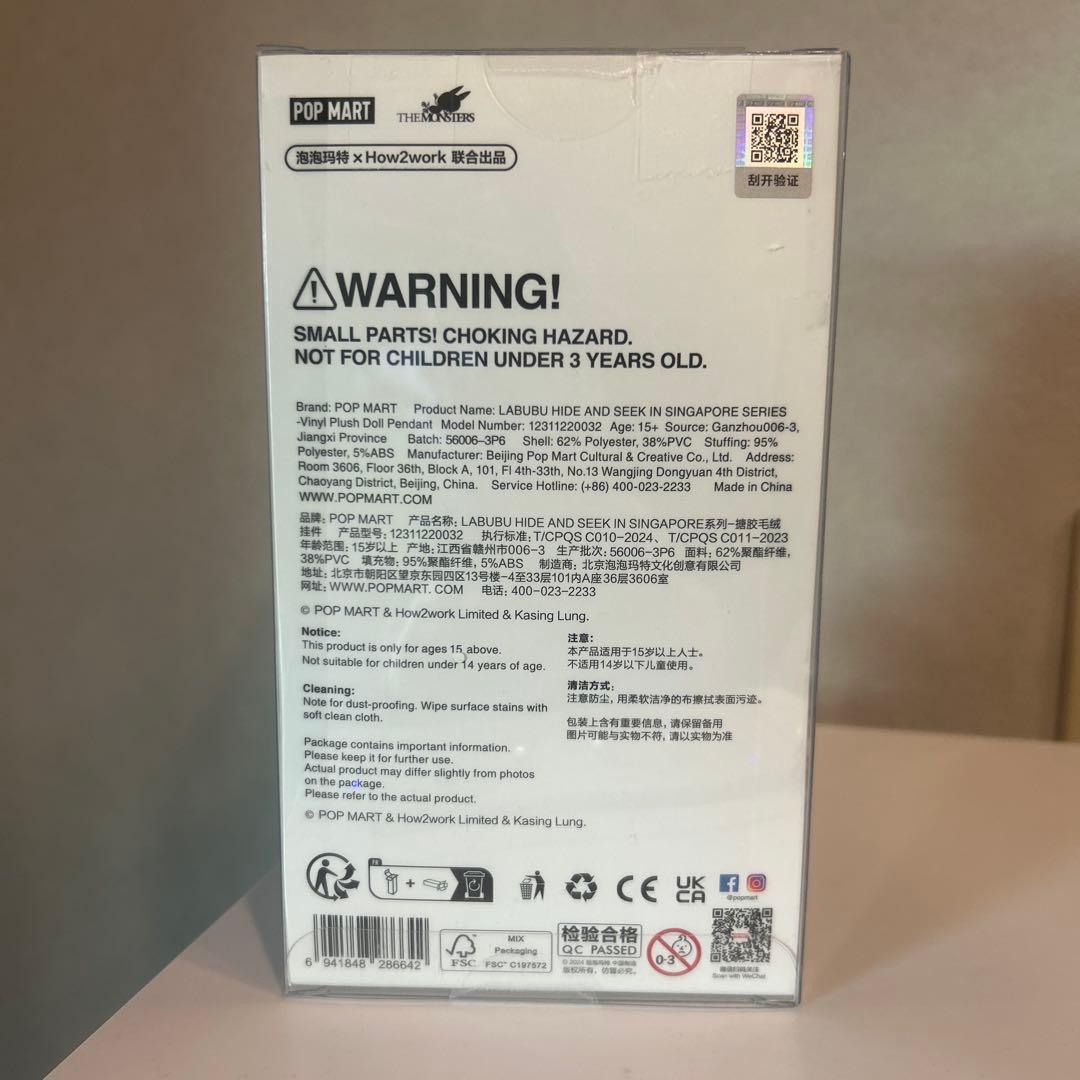 POP MART
THE MONSTERS
泡泡玛特 × How2work 联合出品
刮开验证
WARNING!
SMALL PARTS! CHOKING HAZARD.
NOT FOR CHILDREN UNDER 3 YEARS OLD.
Brand: POP MART Product Name: LABUBU HIDE AND SEEK IN SINGAPORE SERIES
-Vinyl Plush Doll Pendant Model Number: 12311220032 Age: 15+ Source: Ganzhou006-3,
Jiangxi Province Batch: 56006-3P6 Shell: 62% Polyester, 38%PVC Stuffing: 95%
Polyester, 5%ABS Manufacturer: Beijing Pop Mart Cultural & Creative Co., Ltd. Address:
Room 3606, Floor 36th, Block A, 101, Fl 4th-33th, No.13 Wangjing Dongyuan 4th District,
Chaoyang District, Beijing, China. Service Hotline: (+86) 400-023-2233 Made in China
WWW.POPMART.COM
品牌: POP MART 产品名称: LABUBU HIDE AND SEEK IN SINGAPORE系列-搪胶毛绒
挂件 产品型号: 12311220032 执行标准: T/CPQS C010-2024、T/CPQS C011-2023
年龄范围: 15岁以上 产地: 江西省赣州市006-3 生产批次: 56006-3P6 面料: 62%聚酯纤维,
38%PVC 填充物: 95%聚酯纤维, 5%ABS 制造商: 北京泡泡玛特文化创意有限公司
地址: 北京市朝阳区望京东园四区13号楼-4至33层101内A座36层3606室
网址: WWW.POPMART. COM 电话: 400-023-2233
© POP MART & How2work Limited & Kasing Lung.
Notice:
This product is only for ages 15 above.
Not suitable for children under 14 years of age.
注意:
本产品适用于15岁以上人士。
不适用14岁以下儿童使用。
Cleaning:
Note for dust-proofing. Wipe surface stains with
soft clean cloth.
清洁方式:
注意防尘, 用柔软洁净的布擦拭表面污迹。
包装上含有重要信息, 请保留备用
图片可能与实物不符, 请以实物为准
Package contains important information.
Please keep it for further use.
Actual product may differ slightly from photos
on the package.
Please refer to the actual product.
© POP MART & How2work Limited & Kasing Lung.
CE
UK
CA
@popmart
6 941848 286642
FSC
MIX
Packaging
FSC™ C197572
检验合格
QC PASSED
© 2024 泡泡玛特 中国制造
版权所有, 仿冒必究。
0-3
Scan with WeChat